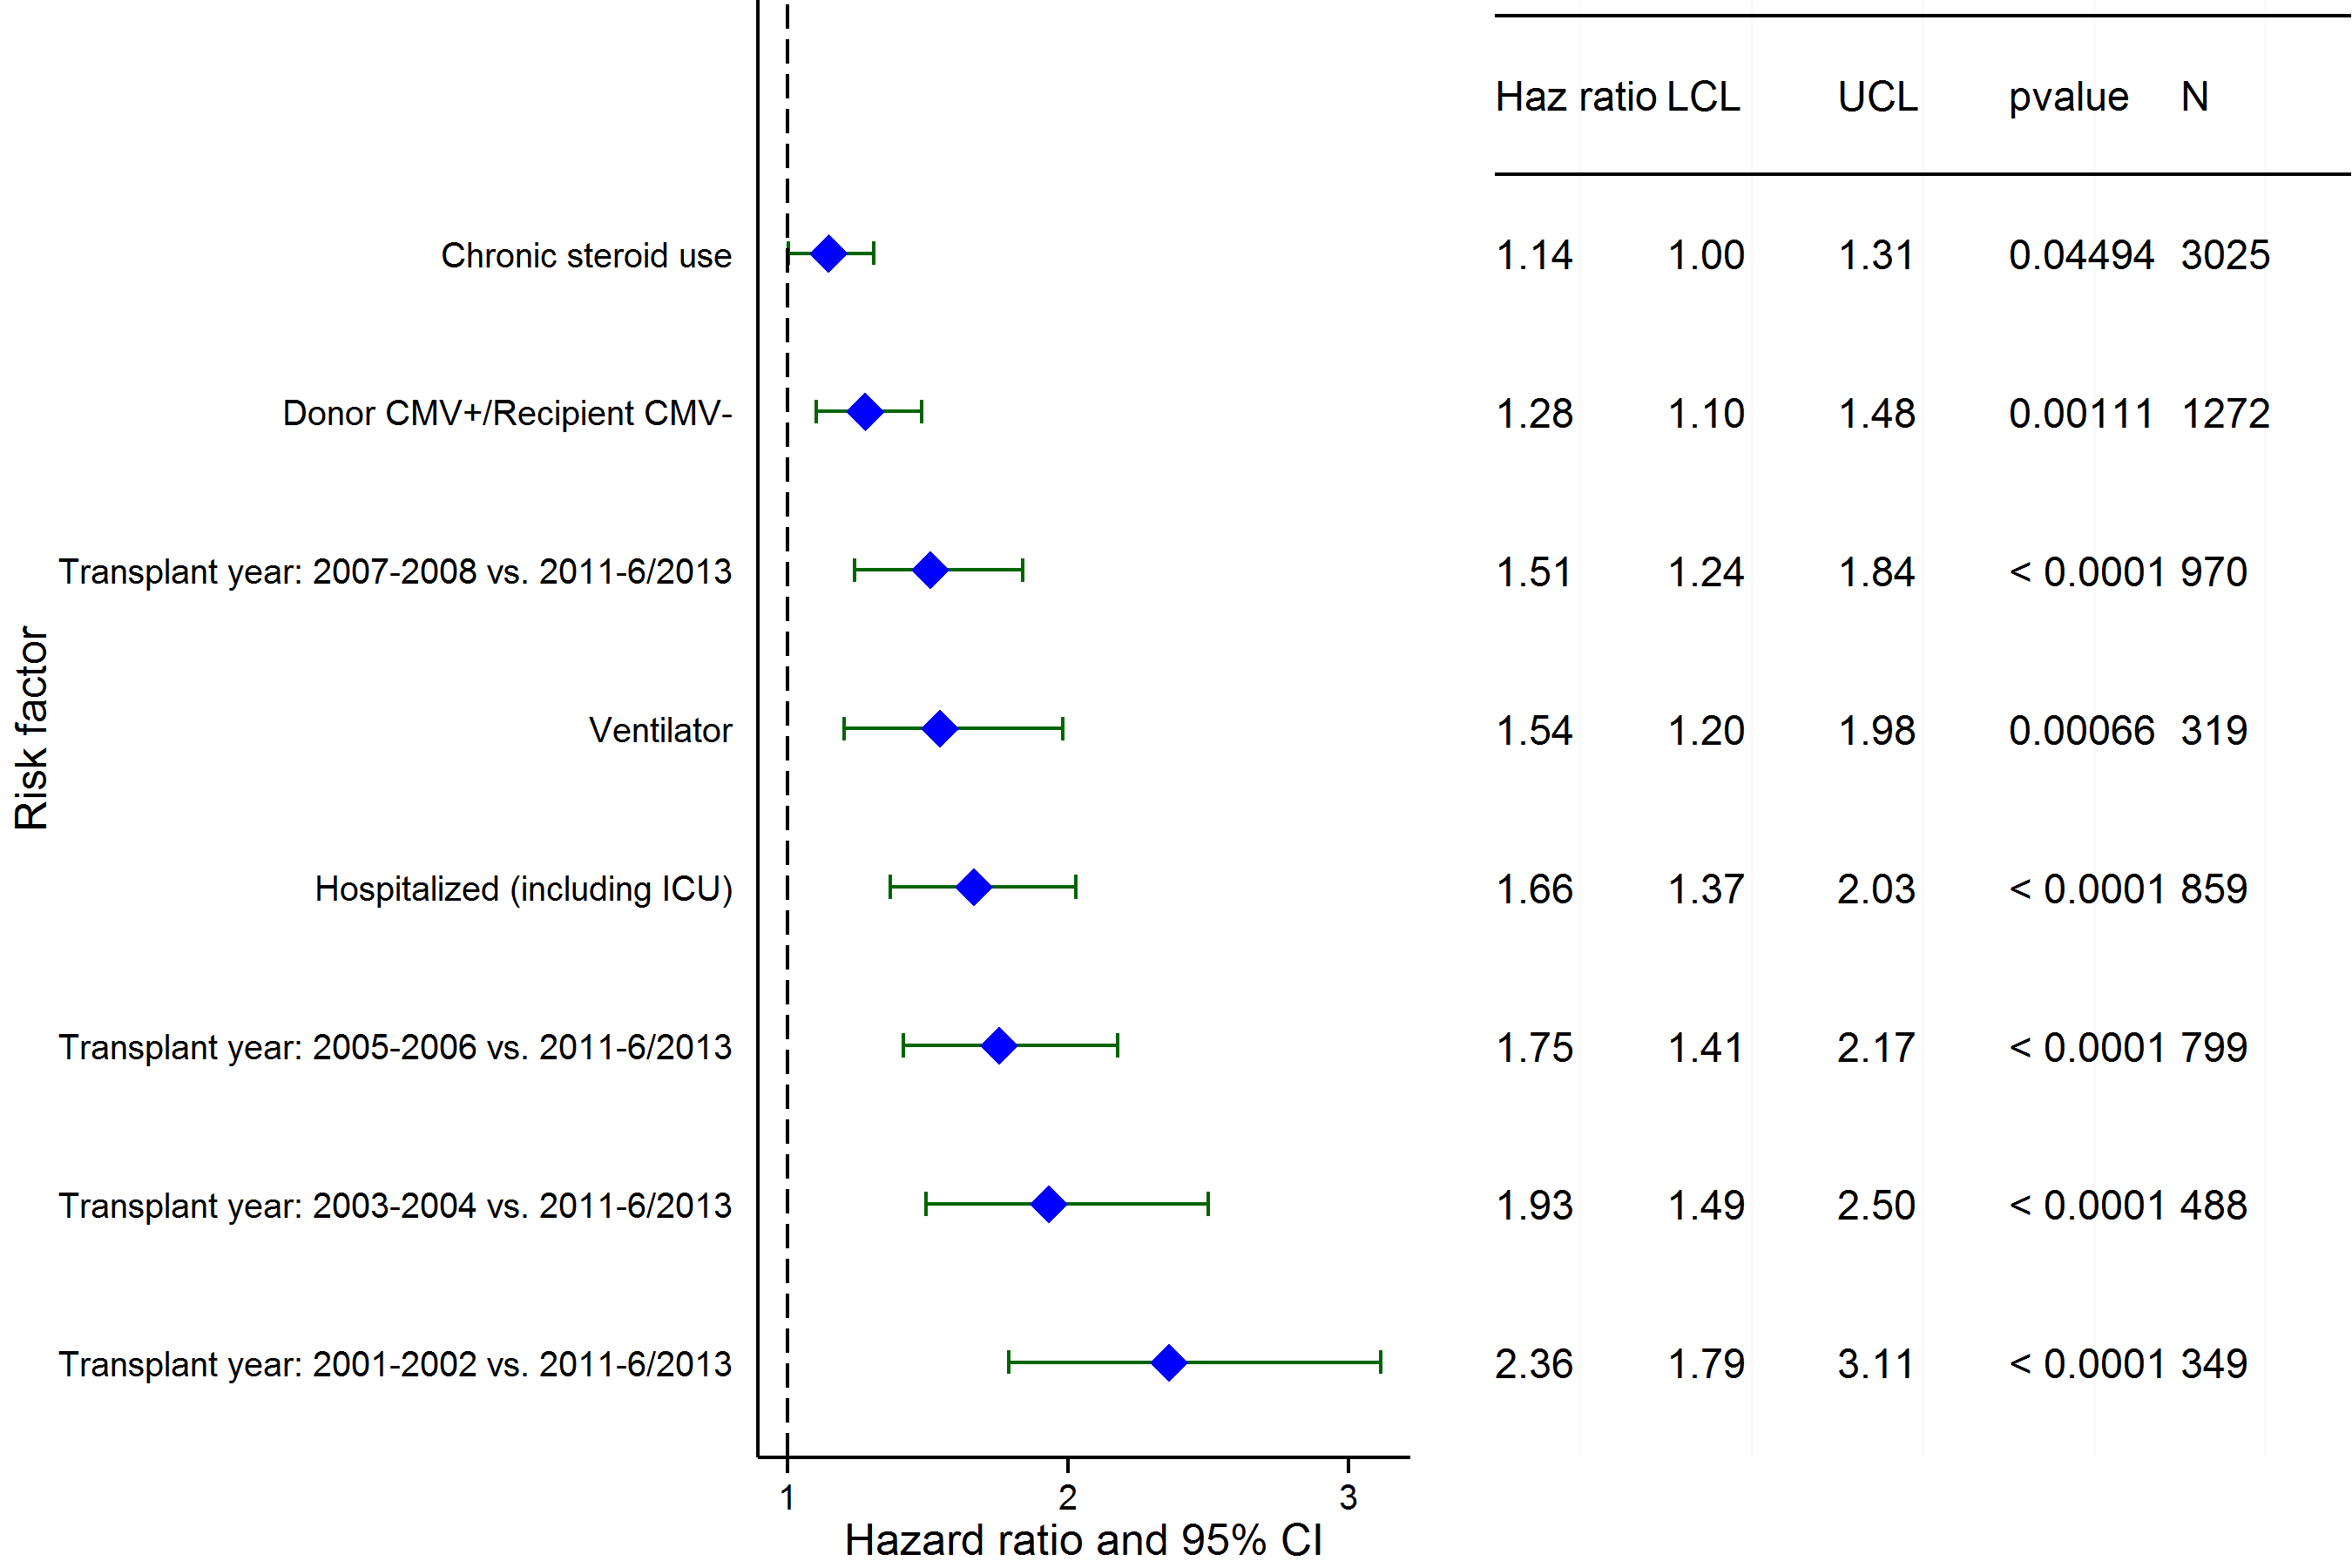 Haz ratio LCL UCL pvalue N
Chronic steroid use 1.14 1.00 1.31 0.04494 3025
Donor CMV+/Recipient CMV- 1.28 1.10 1.48 0.00111 1272
Transplant year: 2007-2008 vs. 2011-6/2013 1.51 1.24 1.84 < 0.0001 970
Ventilator 1.54 1.20 1.98 0.00066 319
Hospitalized (including ICU) 1.66 1.37 2.03 < 0.0001 859
Transplant year: 2005-2006 vs. 2011-6/2013 1.75 1.41 2.17 < 0.0001 799
Transplant year: 2003-2004 vs. 2011-6/2013 1.93 1.49 2.50 < 0.0001 488
Transplant year: 2001-2002 vs. 2011-6/2013 2.36 1.79 3.11 < 0.0001 349
Risk factor
1 2 3
Hazard ratio and 95% CI